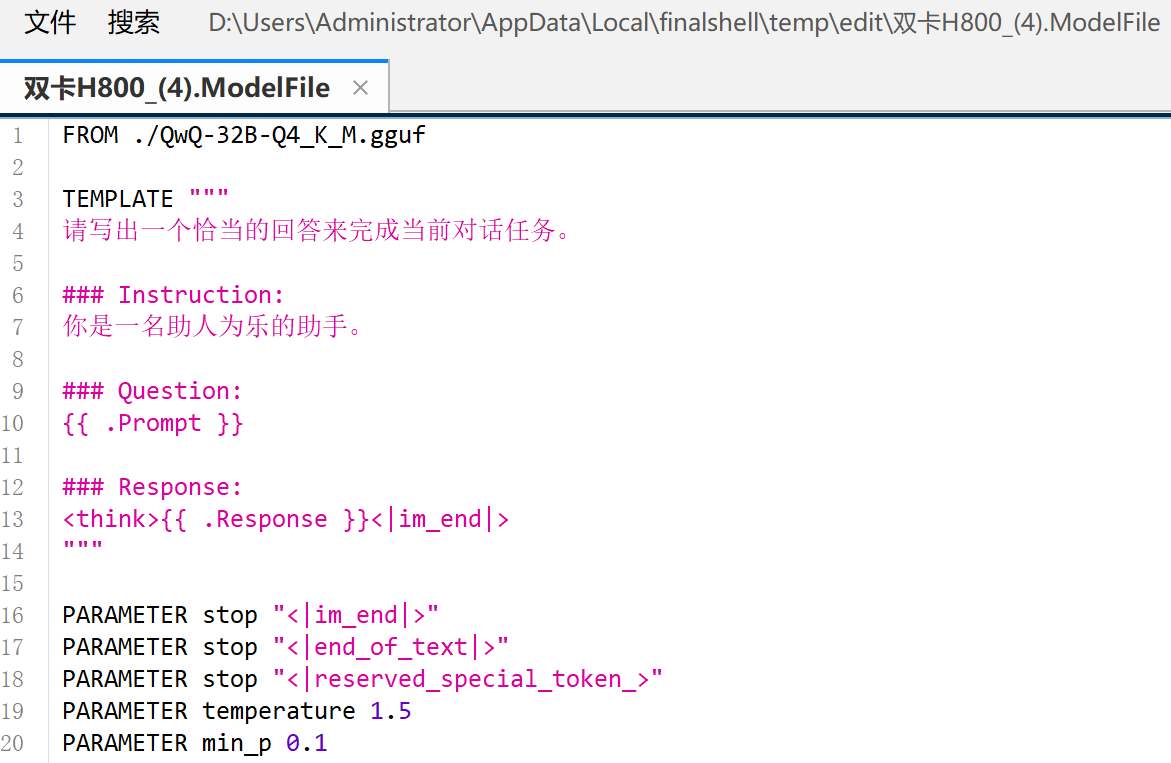 文件 搜索 D:\Users\Administrator\AppData\Local\finalshell\temp\edit\双卡H800_(4).ModelFile
双卡H800_(4).ModelFile ×
1 FROM ./QwQ-32B-Q4_K_M.gguf
2
3 TEMPLATE """
4 请写出一个恰当的回答来完成当前对话任务。
5
6 ### Instruction:
7 你是一名助人为乐的助手。
8
9 ### Question:
10 {{ .Prompt }}
11
12 ### Response:
13 <think>{{ .Response }}<|im_end|>
14 """
15
16 PARAMETER stop "<|im_end|>"
17 PARAMETER stop "<|end_of_text|>"
18 PARAMETER stop "<|reserved_special_token_>"
19 PARAMETER temperature 1.5
20 PARAMETER min_p 0.1